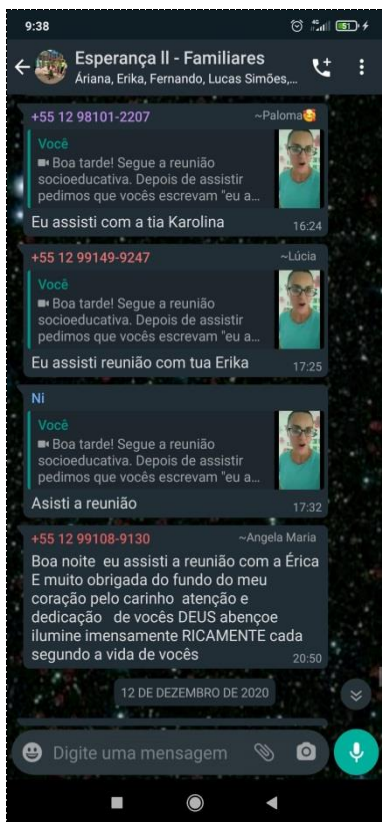 9:38
4G
51
Esperança ll - Familiares
Áriana, Erika, Fernando, Lucas Simões,...
+55 12 98101-2207 ~Paloma🥰
Você
Boa tarde! Segue a reunião
socioeducativa. Depois de assistir
pedimos que vocês escrevam "eu a...
Eu assisti com a tia Karolina
16:24
+55 12 99149-9247 ~Lúcia
Você
Boa tarde! Segue a reunião
socioeducativa. Depois de assistir
pedimos que vocês escrevam "eu a...
Eu assisti reunião com tua Erika
17:25
Ni
Você
Boa tarde! Segue a reunião
socioeducativa. Depois de assistir
pedimos que vocês escrevam "eu a...
Asisti a reunião
17:32
+55 12 99108-9130 ~Angela Maria
Boa noite eu assisti a reunião com a Érica
E muito obrigada do fundo do meu
coração pelo carinho atenção e
dedicação de vocês DEUS abençoe
ilumine imensamente RICAMENTE cada
segundo a vida de vocês
20:50
12 DE DEZEMBRO DE 2020
Digite uma mensagem